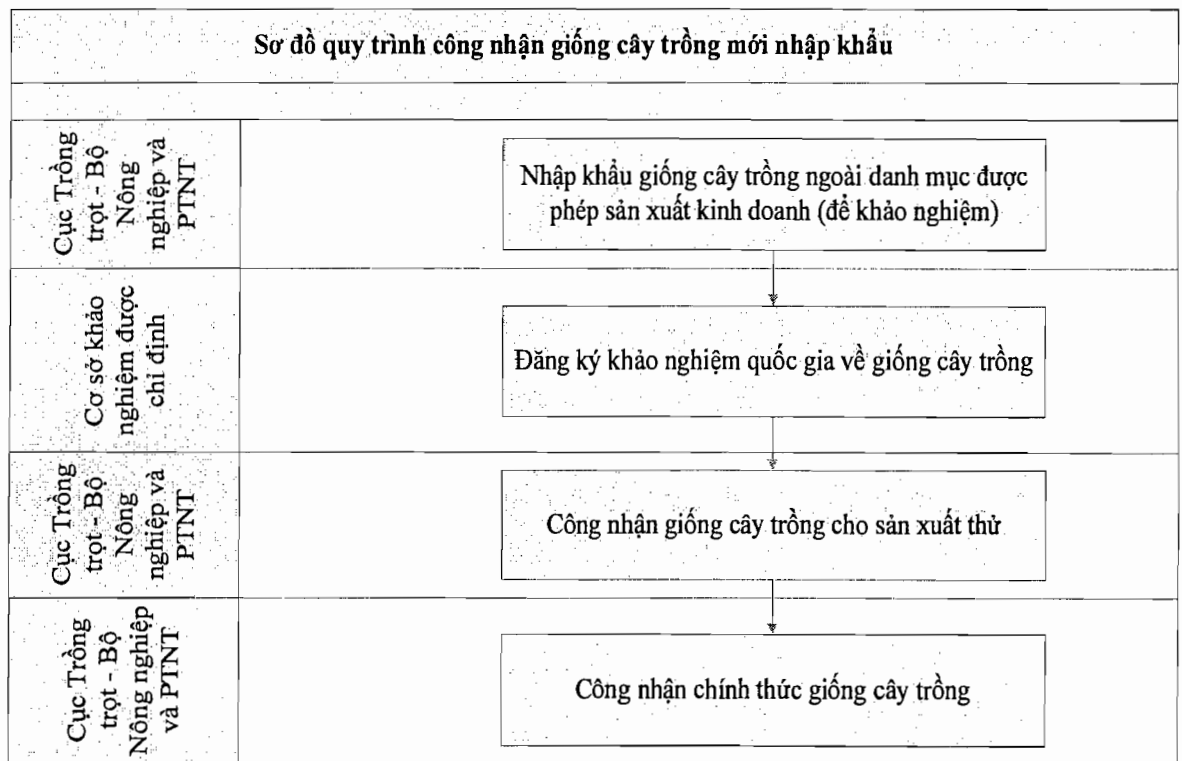 Sơ đồ quy trình công nhận giống cây trồng mới nhập khẩu
Cục Trồng
trọt - Bộ
Nông
nghiệp và
PTNT
Nhập khẩu giống cây trồng ngoài danh mục được
phép sản xuất kinh doanh (để khảo nghiệm)
Cơ sở khảo
nghiệm được
chỉ định
Đăng ký khảo nghiệm quốc gia về giống cây trồng
Cục Trồng
trọt - Bộ
Nông
nghiệp và
PTNT
Công nhận giống cây trồng cho sản xuất thử
Cục Trồng
trọt - Bộ
Nông nghiệp
và PTNT
Công nhận chính thức giống cây trồng